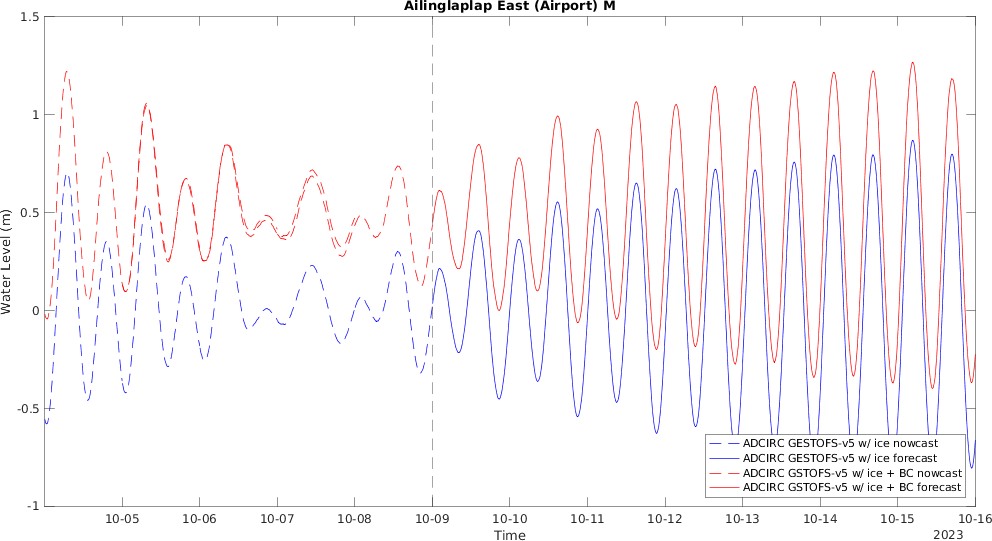 Ailinglaplap East (Airport) M
1.5
1
0.5
0
-0.5
-1
Water Level (m)
ADCIRC GESTOFS-v5 w/ ice nowcast
ADCIRC GESTOFS-v5 w/ ice forecast
ADCIRC GSTOFS-v5 w/ ice + BC nowcast
ADCIRC GSTOFS-v5 w/ ice + BC forecast
10-05 10-06 10-07 10-08 10-09 10-10 10-11 10-12 10-13 10-14 10-15 10-16
Time
2023